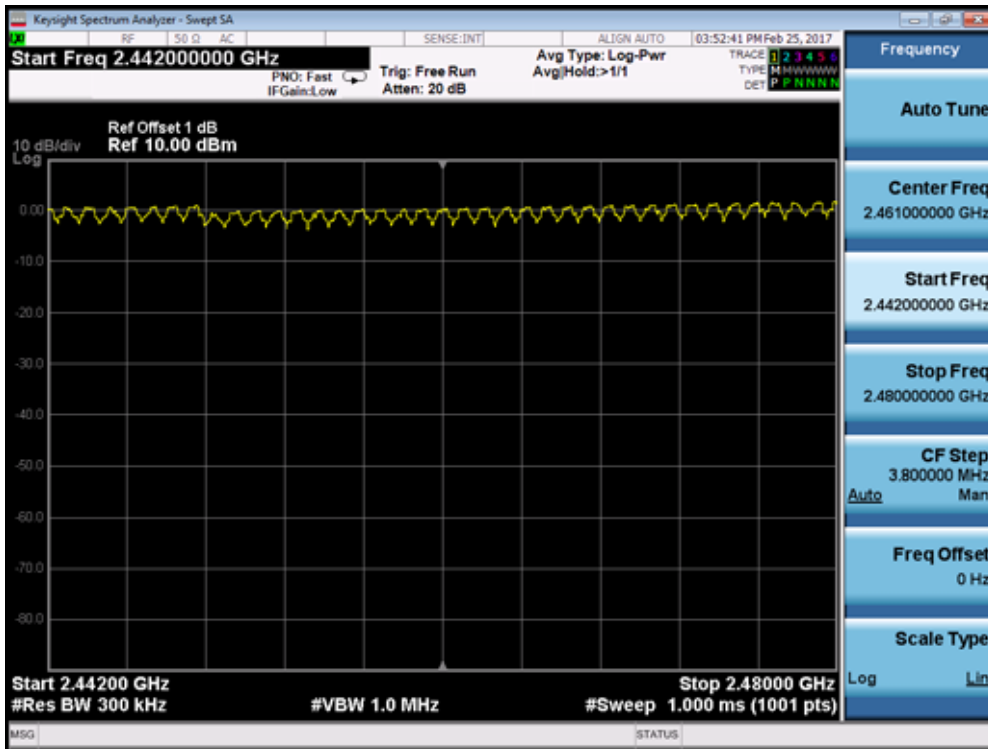 Keysight Spectrum Analyzer - Swept SA
RF 50 Ω AC SENSE:INT ALIGN AUTO 03:52:41 PM Feb 25, 2017
Start Freq 2.442000000 GHz
PNO: Fast
IFGain:Low
Trig: Free Run
Atten: 20 dB
Avg Type: Log-Pwr
Avg|Hold:>1/1
TRACE 1 2 3 4 5 6
TYPE M M W W W W
DET P P N N N N
Ref Offset 1 dB
10 dB/div Ref 10.00 dBm
Log
0.00
-10.0
-20.0
-30.0
-40.0
-50.0
-60.0
-70.0
-80.0
Start 2.44200 GHz Stop 2.48000 GHz
#Res BW 300 kHz #VBW 1.0 MHz #Sweep 1.000 ms (1001 pts)
MSG STATUS
Frequency
Auto Tune
Center Freq
2.461000000 GHz
Start Freq
2.442000000 GHz
Stop Freq
2.480000000 GHz
CF Step
3.800000 MHz
Auto Man
Freq Offset
0 Hz
Scale Type
Log Lin